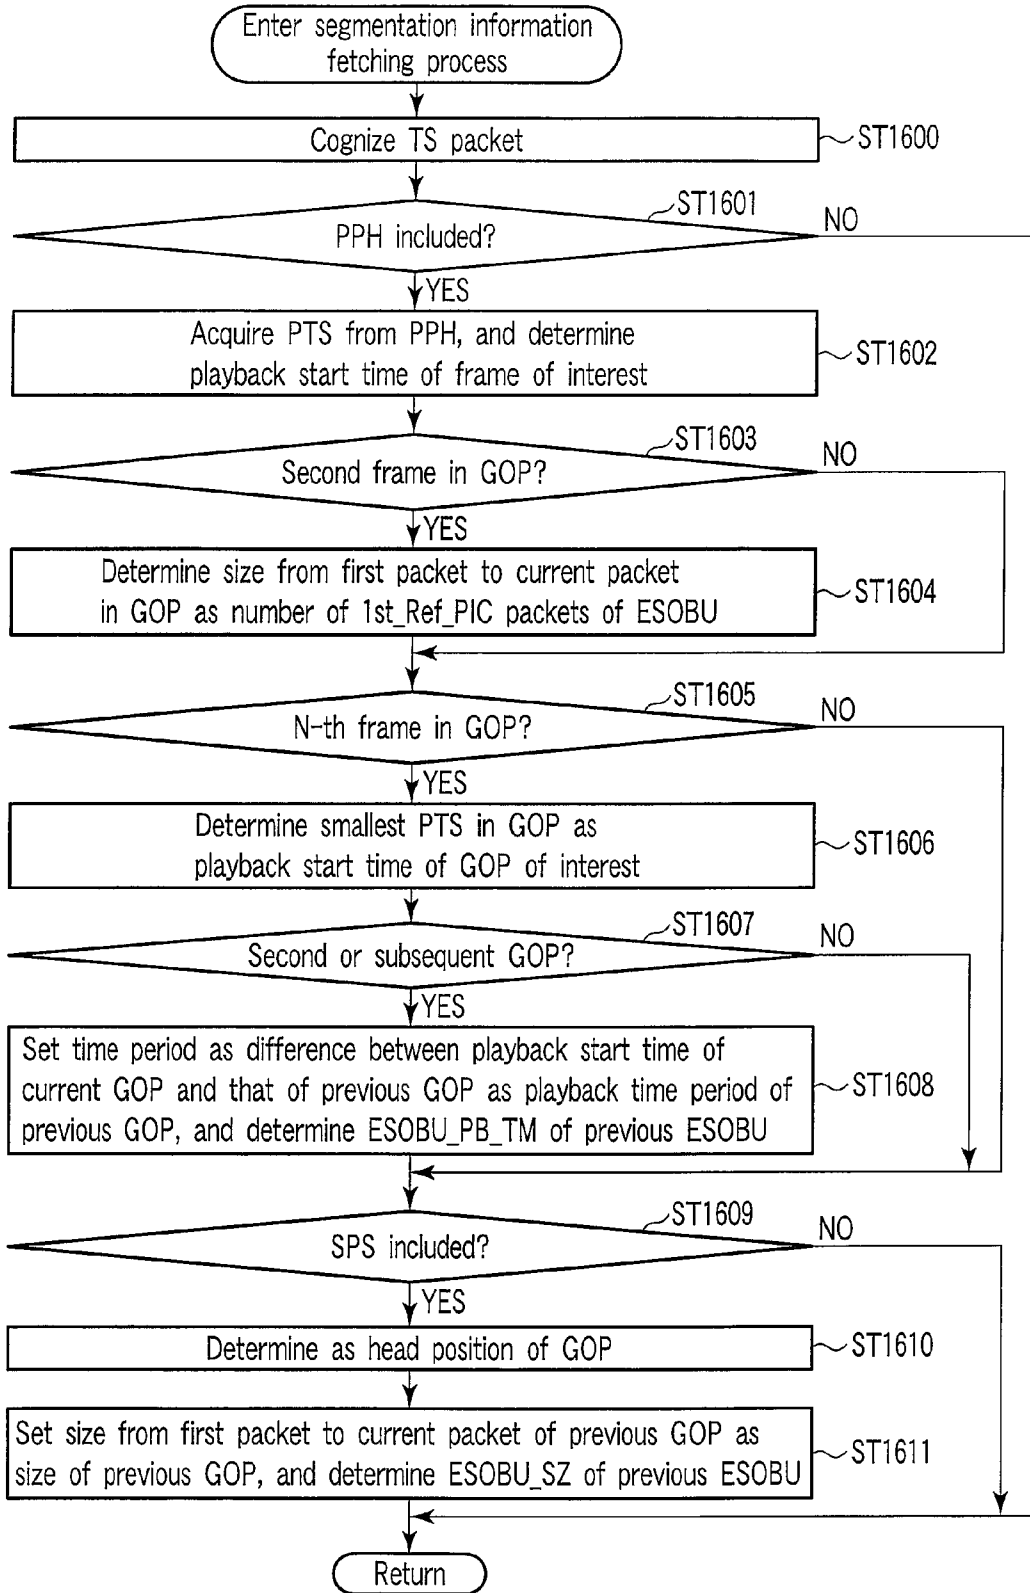 Enter segmentation information
fetching process
Cognize TS packet
ST1600
ST1601
PPH included?
NO
YES
Acquire PTS from PPH, and determine
playback start time of frame of interest
ST1602
ST1603
Second frame in GOP?
NO
YES
Determine size from first packet to current packet
in GOP as number of 1st_Ref_PIC packets of ESOBU
ST1604
ST1605
N-th frame in GOP?
NO
YES
Determine smallest PTS in GOP as
playback start time of GOP of interest
ST1606
ST1607
Second or subsequent GOP?
NO
YES
Set time period as difference between playback start time of
current GOP and that of previous GOP as playback time period of
previous GOP, and determine ESOBU_PB_TM of previous ESOBU
ST1608
ST1609
SPS included?
NO
YES
Determine as head position of GOP
ST1610
Set size from first packet to current packet of previous GOP as
size of previous GOP, and determine ESOBU_SZ of previous ESOBU
ST1611
Return